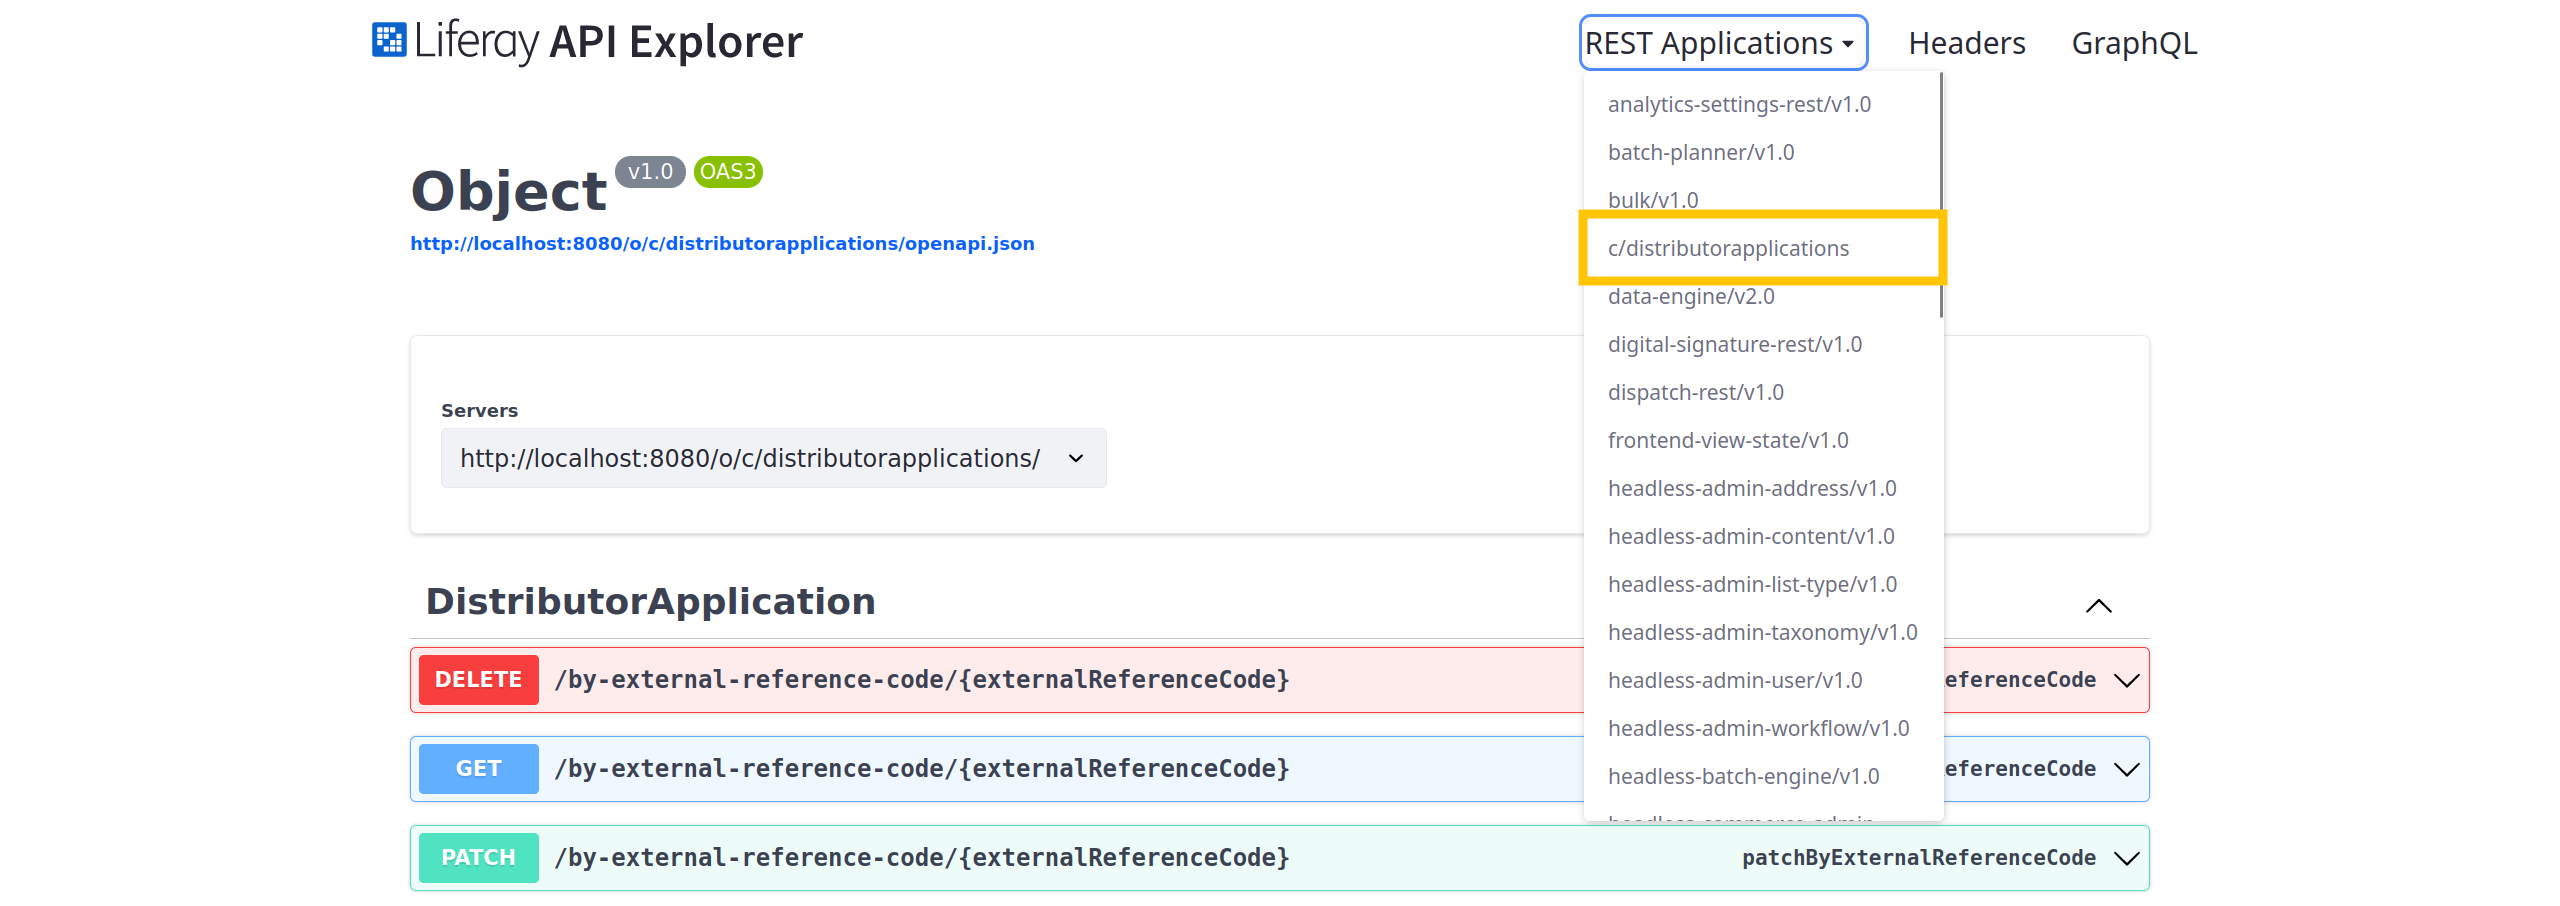 Liferay API Explorer
REST Applications
Headers
GraphQL
analytics-settings-rest/v1.0
batch-planner/v1.0
bulk/v1.0
c/distributorapplications
data-engine/v2.0
digital-signature-rest/v1.0
dispatch-rest/v1.0
frontend-view-state/v1.0
headless-admin-address/v1.0
headless-admin-content/v1.0
headless-admin-list-type/v1.0
headless-admin-taxonomy/v1.0
headless-admin-user/v1.0
headless-admin-workflow/v1.0
headless-batch-engine/v1.0
Object v1.0 OAS3
http://localhost:8080/o/c/distributorapplications/openapi.json
Servers
http://localhost:8080/o/c/distributorapplications/
DistributorApplication
DELETE /by-external-reference-code/{externalReferenceCode} eferenceCode
GET /by-external-reference-code/{externalReferenceCode} eferenceCode
PATCH /by-external-reference-code/{externalReferenceCode} patchByExternalReferenceCode